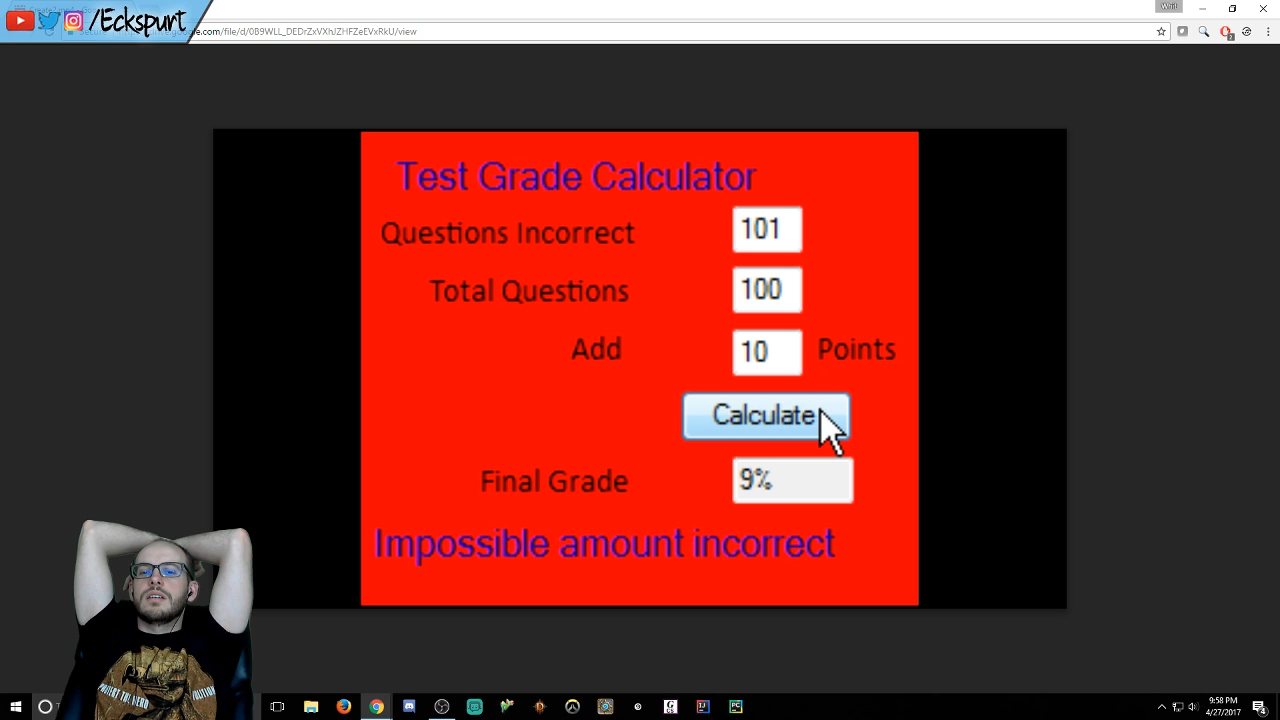 /Eckspurt
Test Grade Calculator
Questions Incorrect 101
Total Questions 100
Add 10 Points
Calculate
Final Grade 9%
Impossible amount incorrect
9:58 PM
4/27/2017